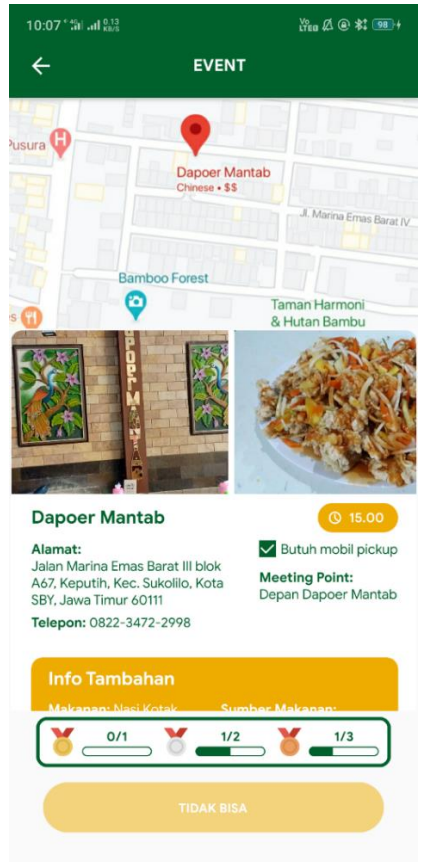 10:07 4G 0.13 KB/S Vo LTE 98
EVENT
Pusura
H
Dapoer Mantab
Chinese • $$
Jl. Marina Emas Barat IV
Bamboo Forest
Taman Harmoni
& Hutan Bambu
DAPOER MANTAB
Dapoer Mantab
15.00
Alamat:
Jalan Marina Emas Barat III blok
A67, Keputih, Kec. Sukolilo, Kota
SBY, Jawa Timur 60111
Telepon: 0822-3472-2998
Butuh mobil pickup
Meeting Point:
Depan Dapoer Mantab
Info Tambahan
Makanan: Nasi Kotak
Sumber Makanan:
0/1
1/2
1/3
TIDAK BISA